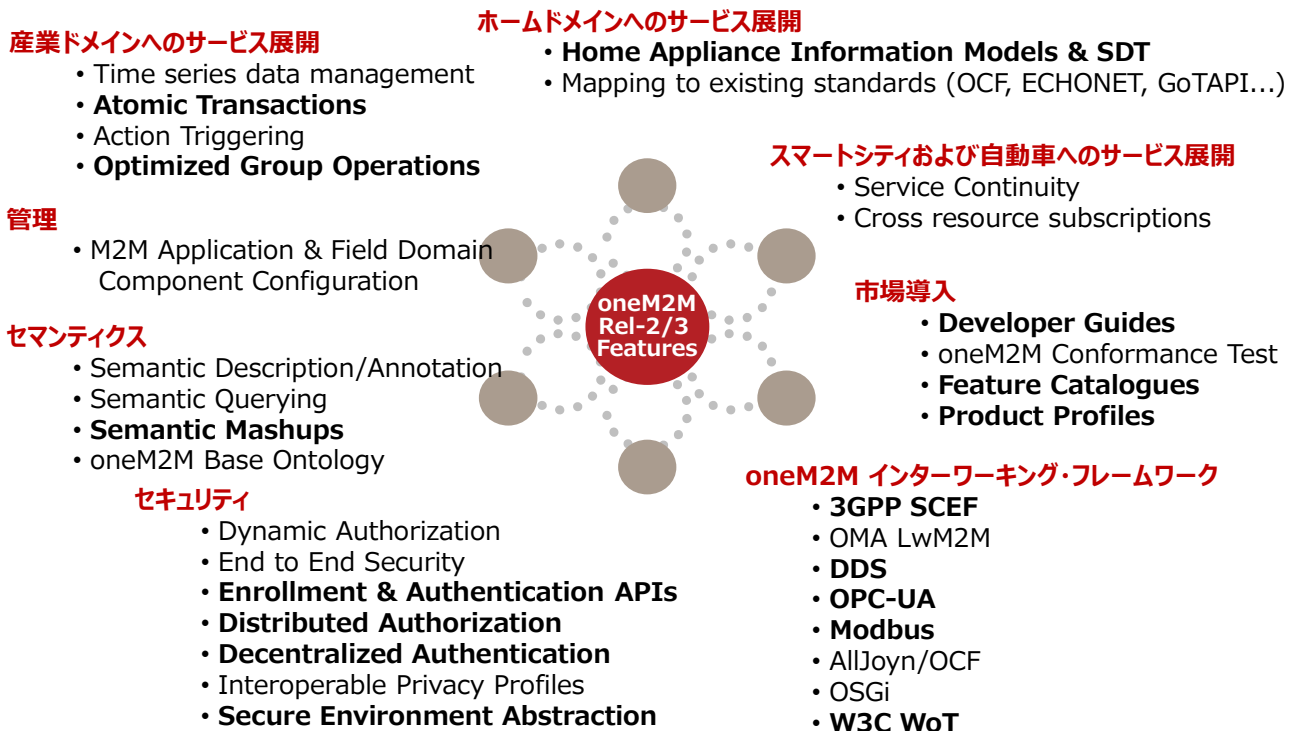 産業ドメインへのサービス展開
• Time series data management
• Atomic Transactions
• Action Triggering
• Optimized Group Operations
管理
• M2M Application & Field Domain
Component Configuration
セマンティクス
• Semantic Description/Annotation
• Semantic Querying
• Semantic Mashups
• oneM2M Base Ontology
セキュリティ
• Dynamic Authorization
• End to End Security
• Enrollment & Authentication APIs
• Distributed Authorization
• Decentralized Authentication
• Interoperable Privacy Profiles
• Secure Environment Abstraction
oneM2M
Rel-2/3
Features
ホームドメインへのサービス展開
• Home Appliance Information Models & SDT
• Mapping to existing standards (OCF, ECHONET, GoTAPI...)
スマートシティおよび自動車へのサービス展開
• Service Continuity
• Cross resource subscriptions
市場導入
• Developer Guides
• oneM2M Conformance Test
• Feature Catalogues
• Product Profiles
oneM2M インターワーキング・フレームワーク
• 3GPP SCEF
• OMA LwM2M
• DDS
• OPC-UA
• Modbus
• AllJoyn/OCF
• OSGi
• W3C WoT